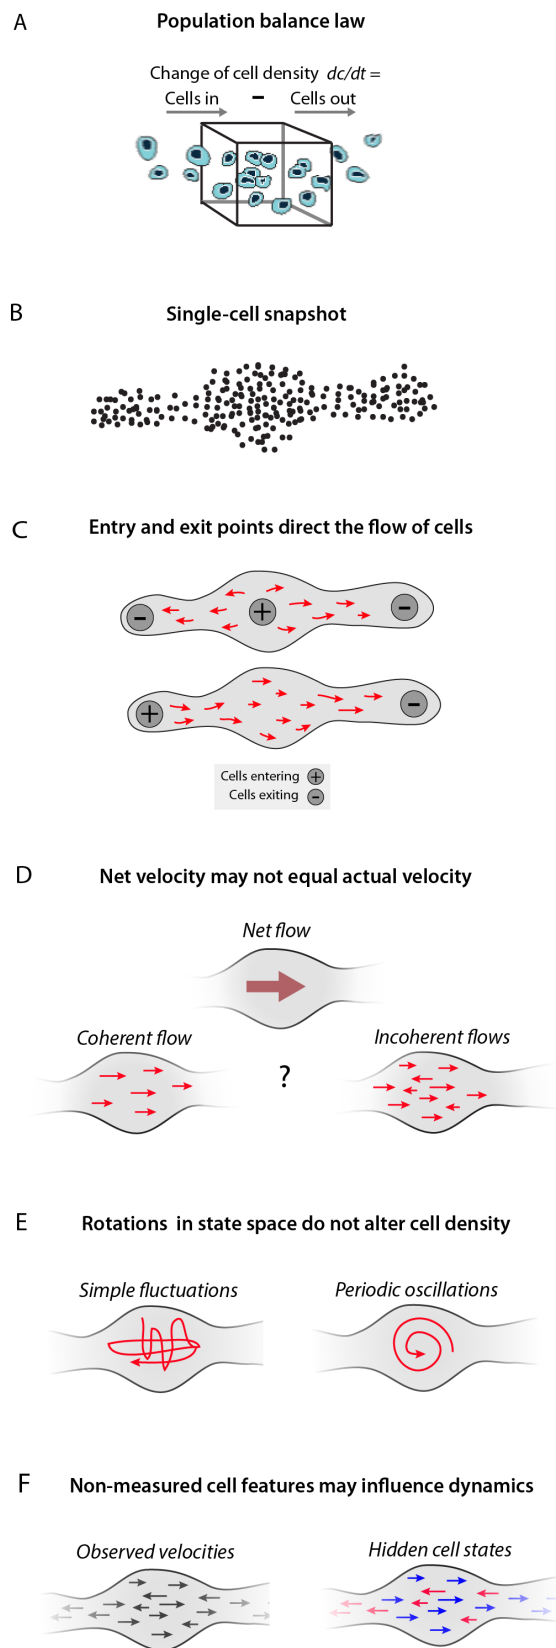 A
Population balance law
Change of cell density dc/dt =
Cells in – Cells out
B
Single-cell snapshot
C
Entry and exit points direct the flow of cells
- + -
+ -
Cells entering +
Cells exiting -
D
Net velocity may not equal actual velocity
Net flow
Coherent flow
Incoherent flows
?
E
Rotations in state space do not alter cell density
Simple fluctuations
Periodic oscillations
F
Non-measured cell features may influence dynamics
Observed velocities
Hidden cell states